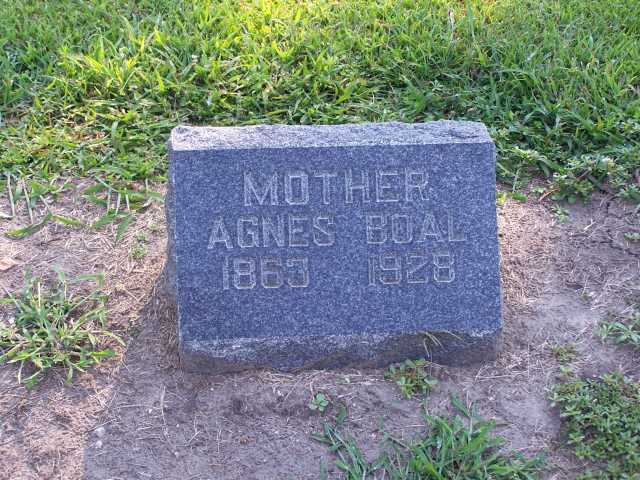 MOTHER
AGNES BOAL
1863 1928